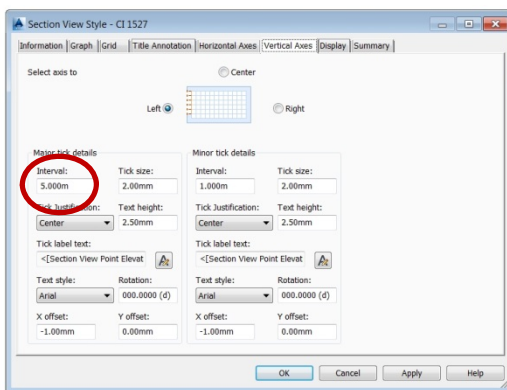 Section View Style - CI 1527
Information Graph Grid Title Annotation Horizontal Axes Vertical Axes Display Summary
Select axis to
Center
Left
Right
Major tick details Minor tick details
Interval: Tick size: Interval: Tick size:
5.000m 2.00mm 1.000m 2.00mm
Tick Justification: Text height: Tick Justification: Text height:
Center 2.50mm Center 2.50mm
Tick label text: Tick label text:
<[Section View Point Elevat <[Section View Point Elevat
Text style: Rotation: Text style: Rotation:
Arial 000.0000 (d) Arial 000.0000 (d)
X offset: Y offset: X offset: Y offset:
-1.00mm 0.00mm -1.00mm 0.00mm
OK Cancel Apply Help